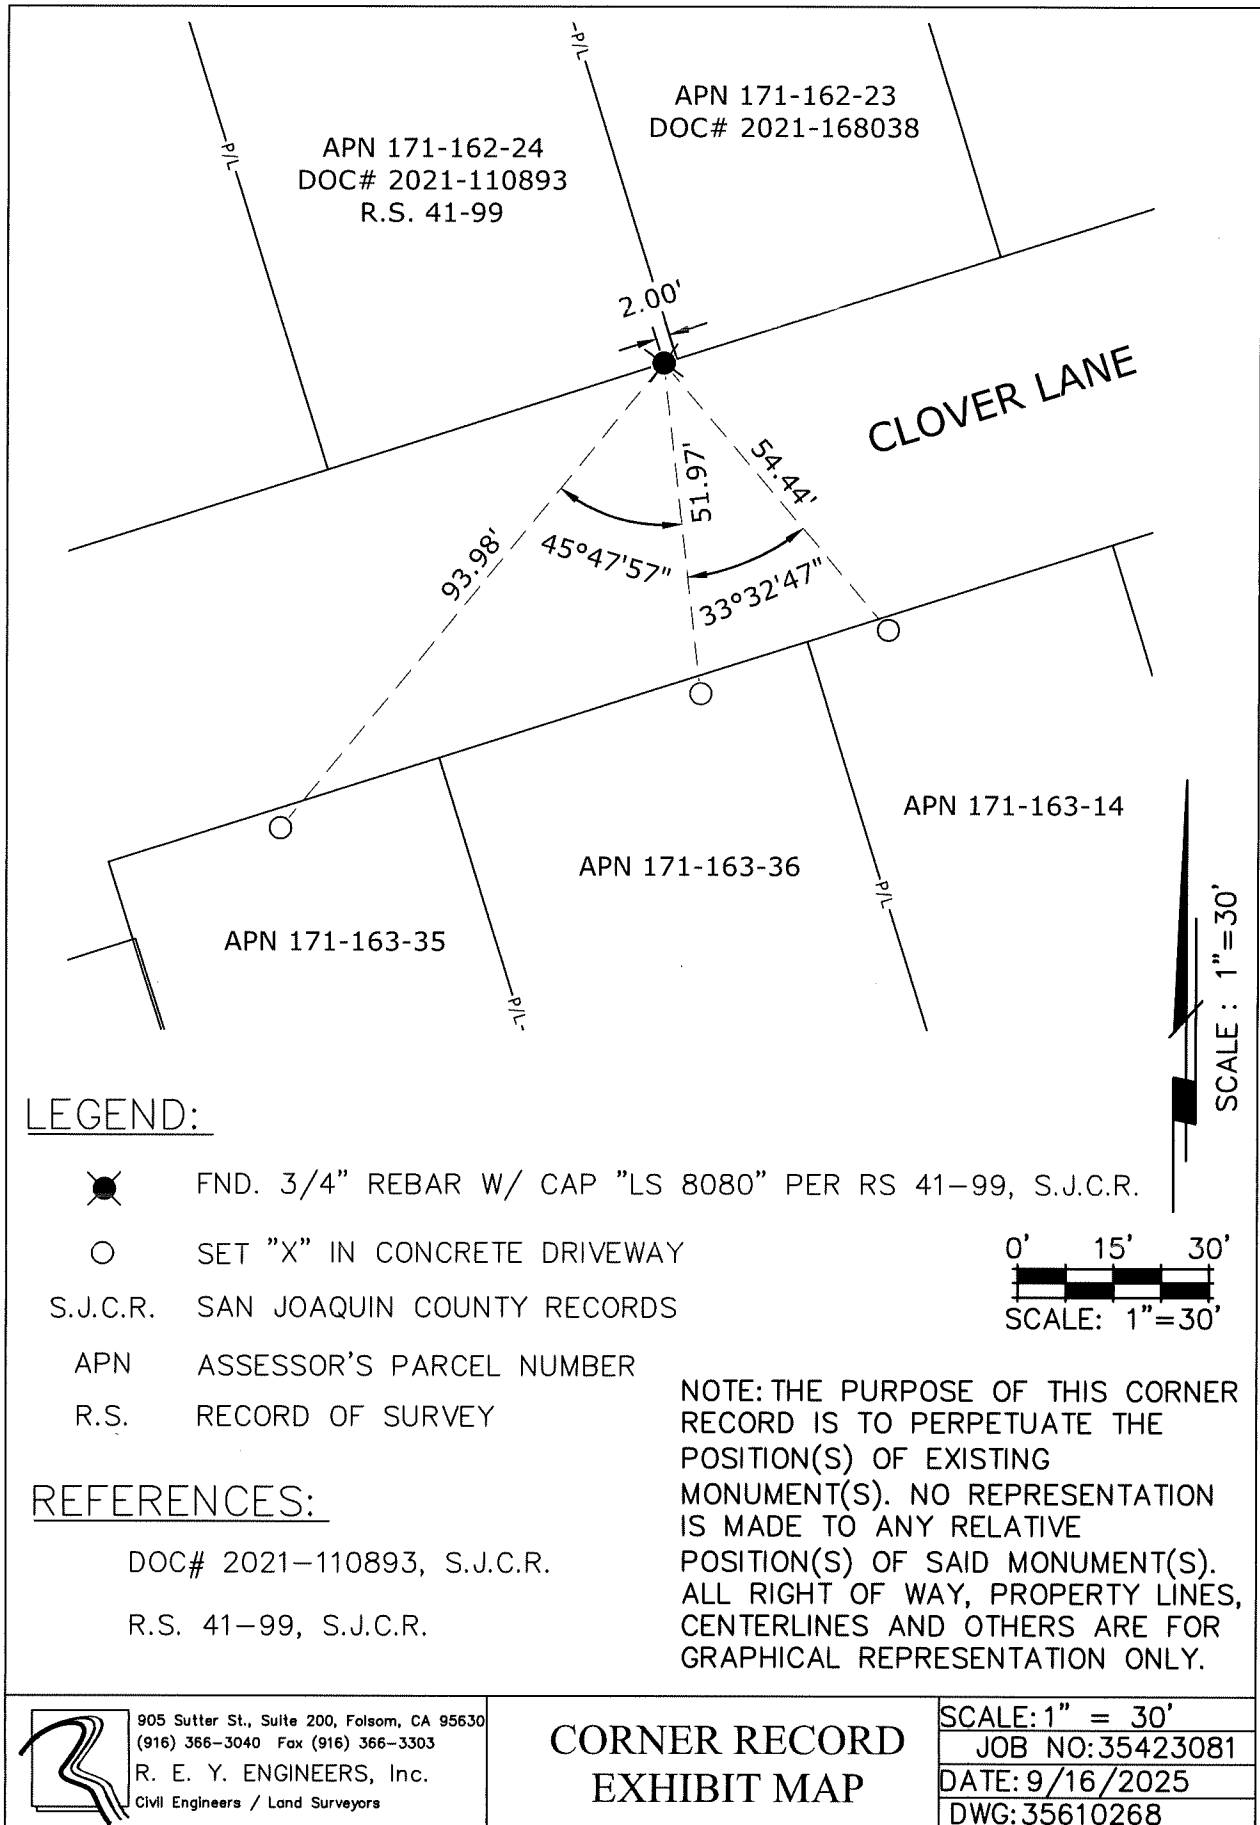 -P/L
APN 171-162-23
DOC# 2021-168038
-P/L
APN 171-162-24
DOC# 2021-110893
R.S. 41-99
2.00'
CLOVER LANE
93.98'
51.97'
54.44'
45°47'57"
33°32'47"
APN 171-163-14
APN 171-163-36
-P/L-
APN 171-163-35
-P/L-
SCALE : 1"=30'
LEGEND:
FND. 3/4" REBAR W/ CAP "LS 8080" PER RS 41-99, S.J.C.R.
SET "X" IN CONCRETE DRIVEWAY
S.J.C.R. SAN JOAQUIN COUNTY RECORDS
APN ASSESSOR'S PARCEL NUMBER
R.S. RECORD OF SURVEY
0' 15' 30'
SCALE: 1"=30'
REFERENCES:
DOC# 2021-110893, S.J.C.R.
R.S. 41-99, S.J.C.R.
NOTE: THE PURPOSE OF THIS CORNER
RECORD IS TO PERPETUATE THE
POSITION(S) OF EXISTING
MONUMENT(S). NO REPRESENTATION
IS MADE TO ANY RELATIVE
POSITION(S) OF SAID MONUMENT(S).
ALL RIGHT OF WAY, PROPERTY LINES,
CENTERLINES AND OTHERS ARE FOR
GRAPHICAL REPRESENTATION ONLY.
905 Sutter St., Suite 200, Folsom, CA 95630
(916) 366-3040 Fax (916) 366-3303
R. E. Y. ENGINEERS, Inc.
Civil Engineers / Land Surveyors
CORNER RECORD
EXHIBIT MAP
SCALE: 1" = 30'
JOB NO: 35423081
DATE: 9/16/2025
DWG: 35610268